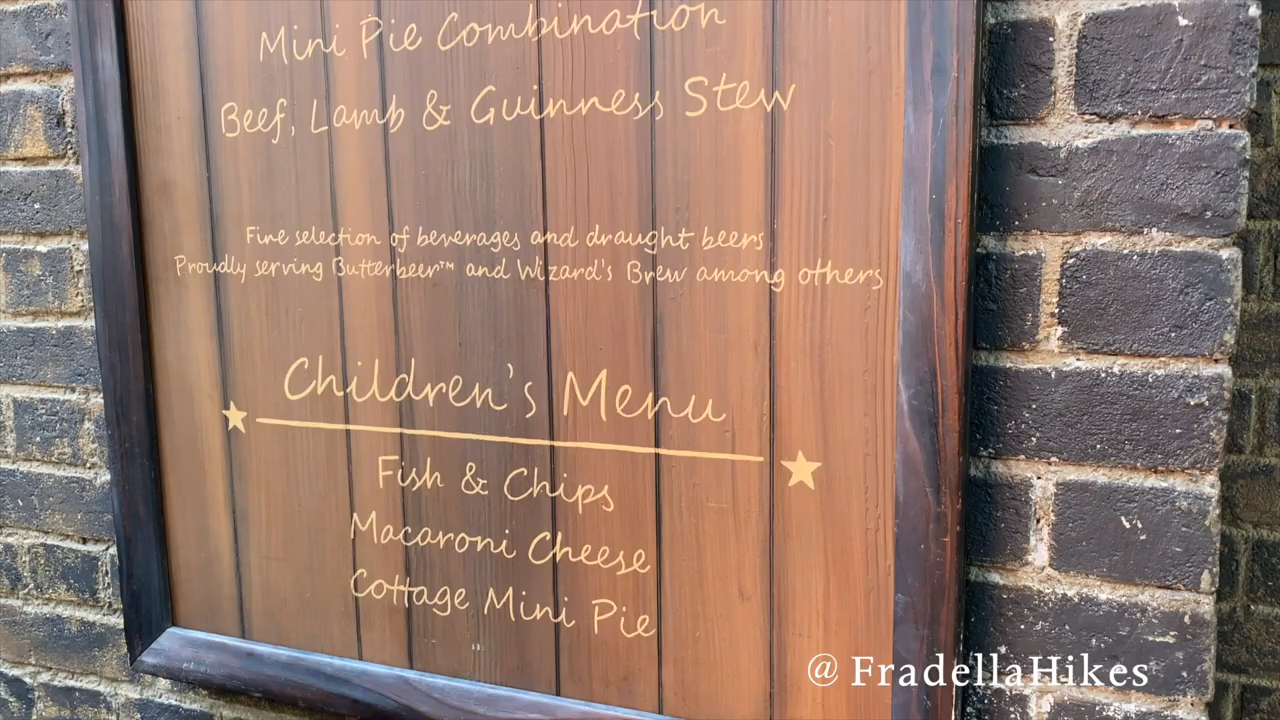 Mini Pie Combination
Beef, Lamb & Guinness Stew
Fine selection of beverages and draught beers
Proudly serving Butterbeer™ and Wizard's Brew among others
Children's Menu
Fish & Chips
Macaroni Cheese
Cottage Mini Pie
@ FradellaHikes